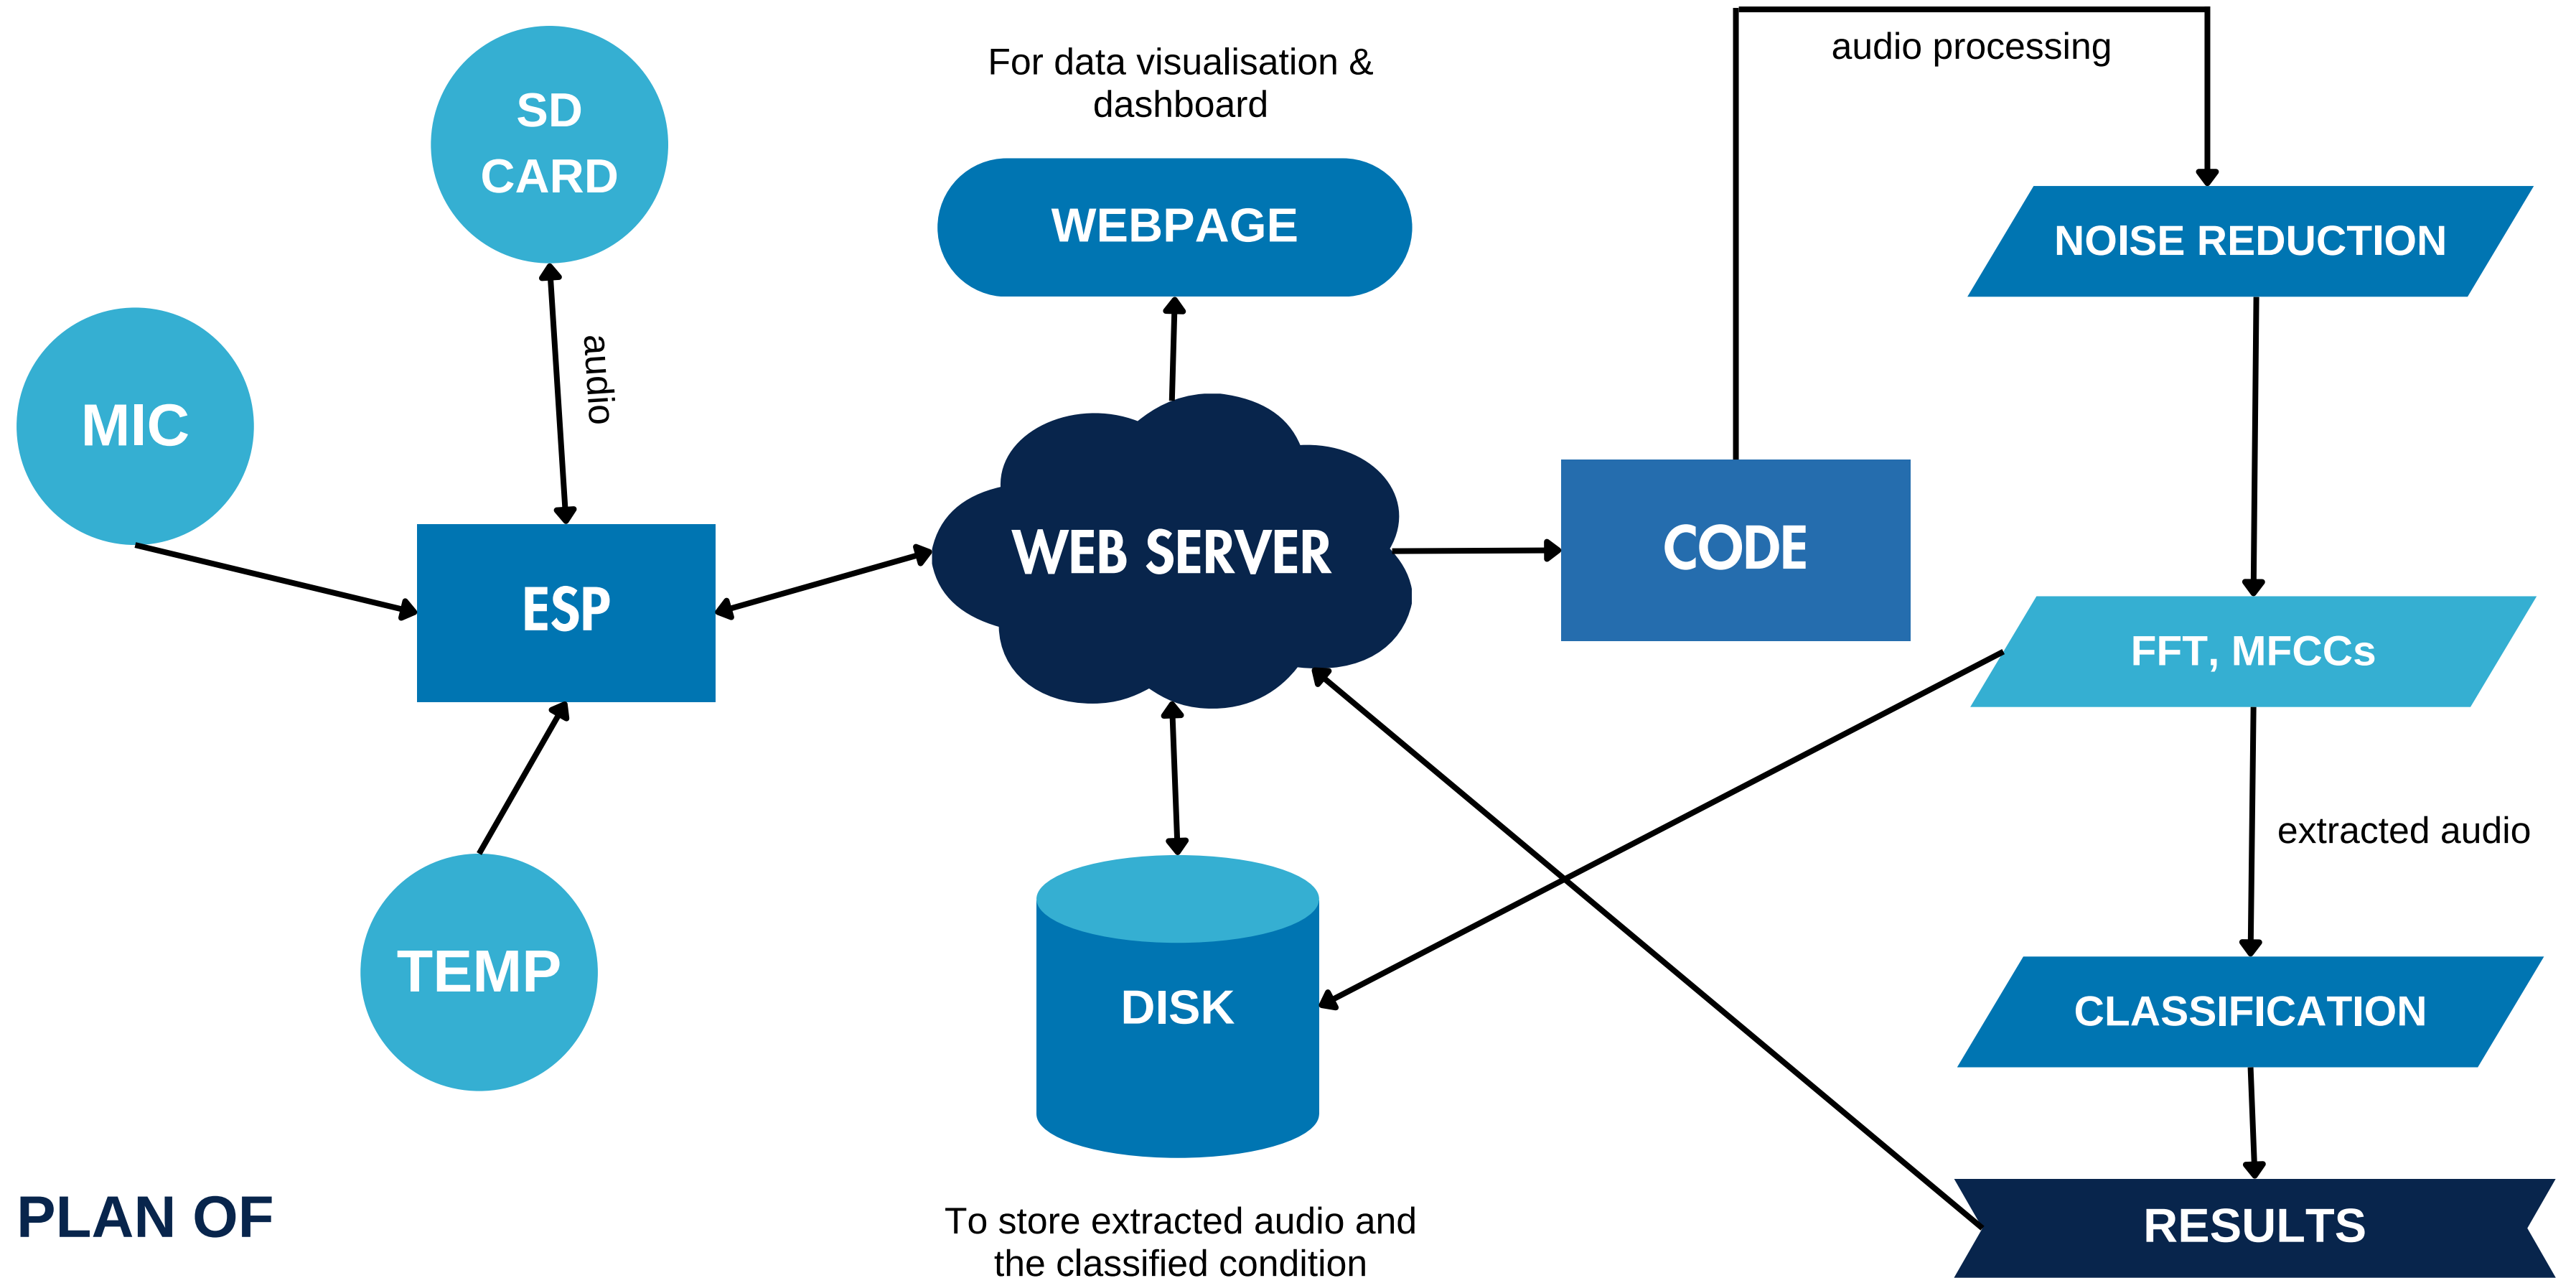 SD
CARD
MIC
audio
ESP
TEMP
For data visualisation &
dashboard
WEBPAGE
WEB SERVER
DISK
To store extracted audio and
the classified condition
CODE
audio processing
NOISE REDUCTION
FFT, MFCCs
extracted audio
CLASSIFICATION
RESULTS
PLAN OF